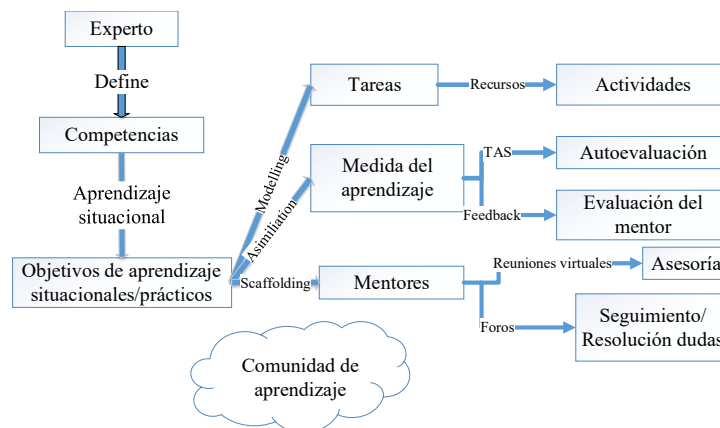 Experto
Define
Competencias
Aprendizaje
situacional
Objetivos de aprendizaje
situacionales/prácticos
Modelling
Asimiliation
Scaffolding
Tareas
Recursos
Actividades
Medida del
aprendizaje
TAS
Autoevaluación
Feedback
Evaluación del
mentor
Mentores
Reuniones virtuales
Asesoría
Foros
Seguimiento/
Resolución dudas
Comunidad de
aprendizaje